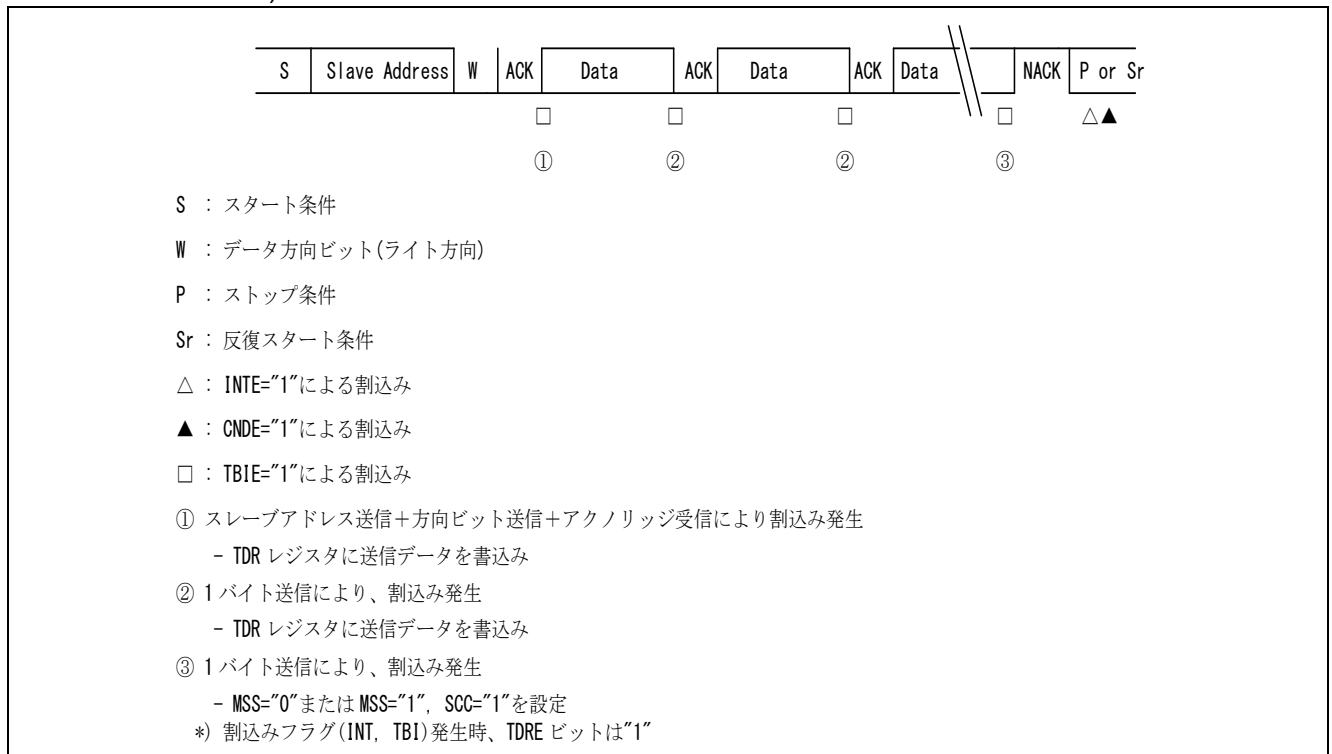 S Slave Address W ACK Data ACK Data ACK Data NACK P or Sr
□ □ □ □ △▲
① ② ② ③
S : スタート条件
W : データ方向ビット(ライト方向)
P : ストップ条件
Sr : 反復スタート条件
△ : INTE="1"による割込み
▲ : CNDE="1"による割込み
□ : TBIE="1"による割込み
① スレーブアドレス送信+方向ビット送信+アクノリッジ受信により割込み発生
- TDR レジスタに送信データを書込み
② 1 バイト送信により、割込み発生
- TDR レジスタに送信データを書込み
③ 1 バイト送信により、割込み発生
- MSS="0"または MSS="1", SCC="1"を設定
*) 割込みフラグ(INT, TBI)発生時、TDRE ビットは"1"